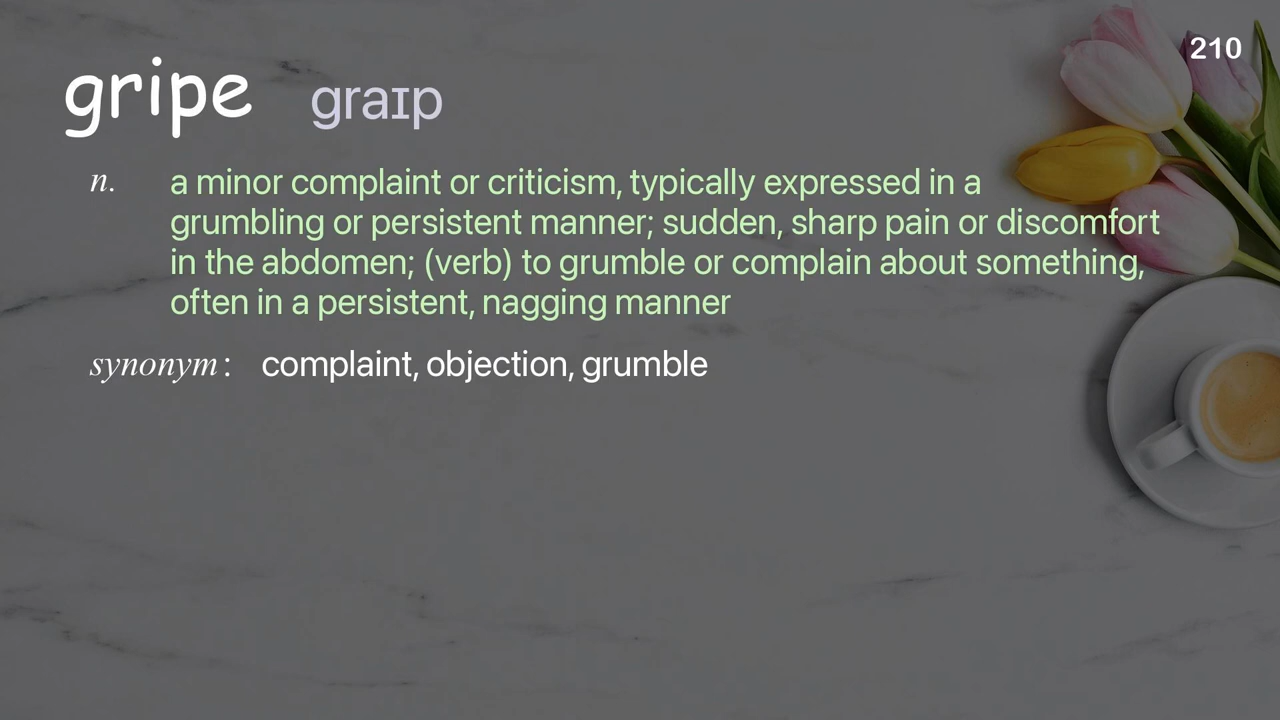 210
gripe graɪp
n. a minor complaint or criticism, typically expressed in a
grumbling or persistent manner; sudden, sharp pain or discomfort
in the abdomen; (verb) to grumble or complain about something,
often in a persistent, nagging manner
synonym: complaint, objection, grumble